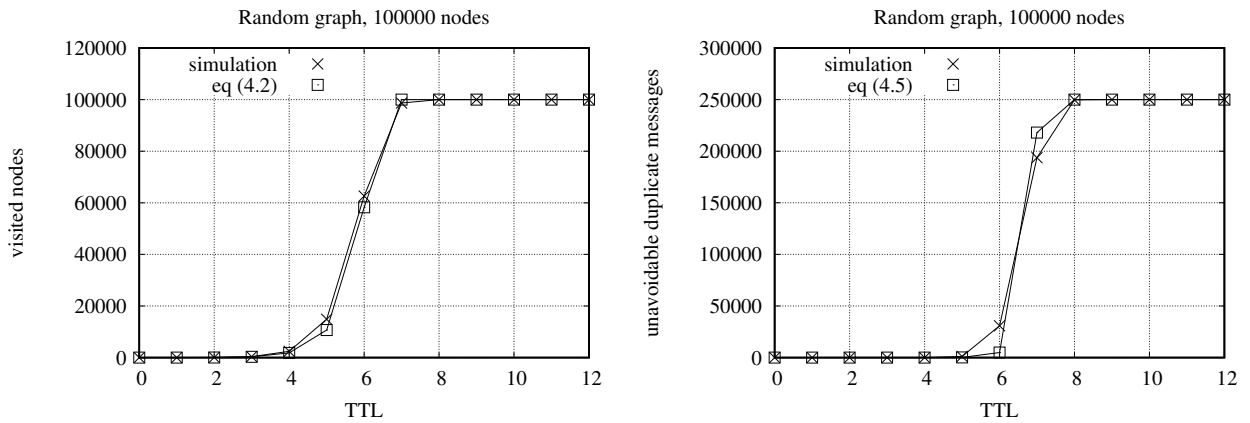 Random graph, 100000 nodes
120000
100000
80000
60000
40000
20000
0
visited nodes
simulation
eq (4.2)
0 2 4 6 8 10 12
TTL
Random graph, 100000 nodes
300000
250000
200000
150000
100000
50000
0
unavoidable duplicate messages
simulation
eq (4.5)
0 2 4 6 8 10 12
TTL